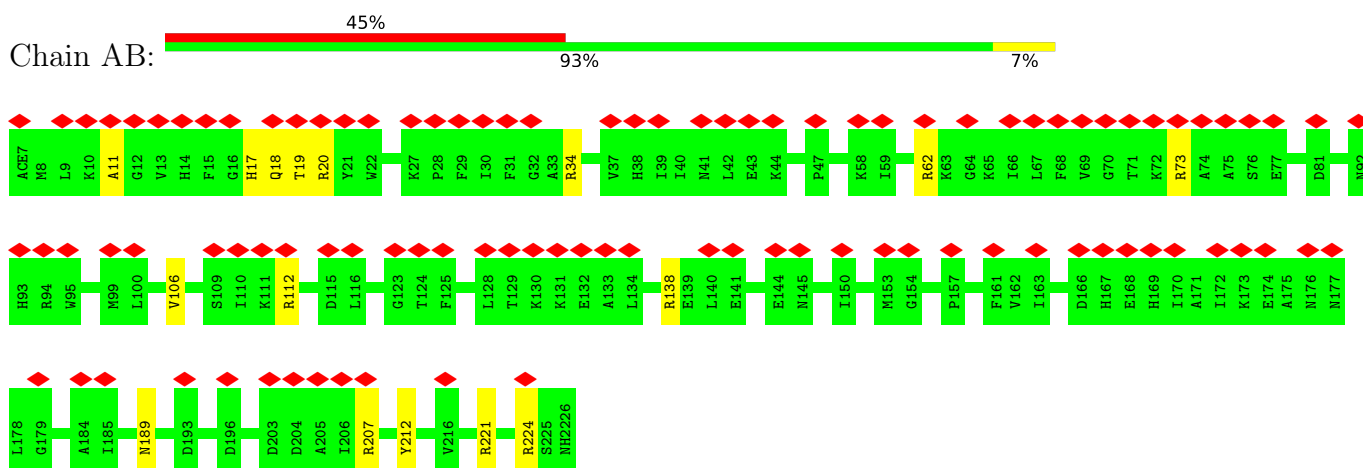 45%
Chain AB:
93%
7%
ACE7 M8 L9 K10 A11 G12 V13 H14 F15 G16 H17 Q18 T19 R20 Y21 W22 K27 P28 F29 I30 F31 G32 A33 R34 V37 H38 I39 I40 N41 L42 E43 K44 P47 K58 I59 R62 K63 G64 K65 I66 L67 F68 V69 G70 T71 K72 R73 A74 A75 S76 E77 D81 N92
H93 R94 W95 M99 L100 V106 S109 I110 K111 R112 D115 L116 G123 T124 F125 L128 T129 K130 K131 E132 A133 L134 R138 E139 L140 E141 E144 N145 I150 M153 G154 P157 F161 V162 I163 D166 H167 E168 H169 I170 A171 I172 K173 E174 A175 N176 N177
L178 G179 A184 I185 N189 D193 D196 D203 D204 A205 I206 R207 Y212 V216 R221 R224 S225 NH2226